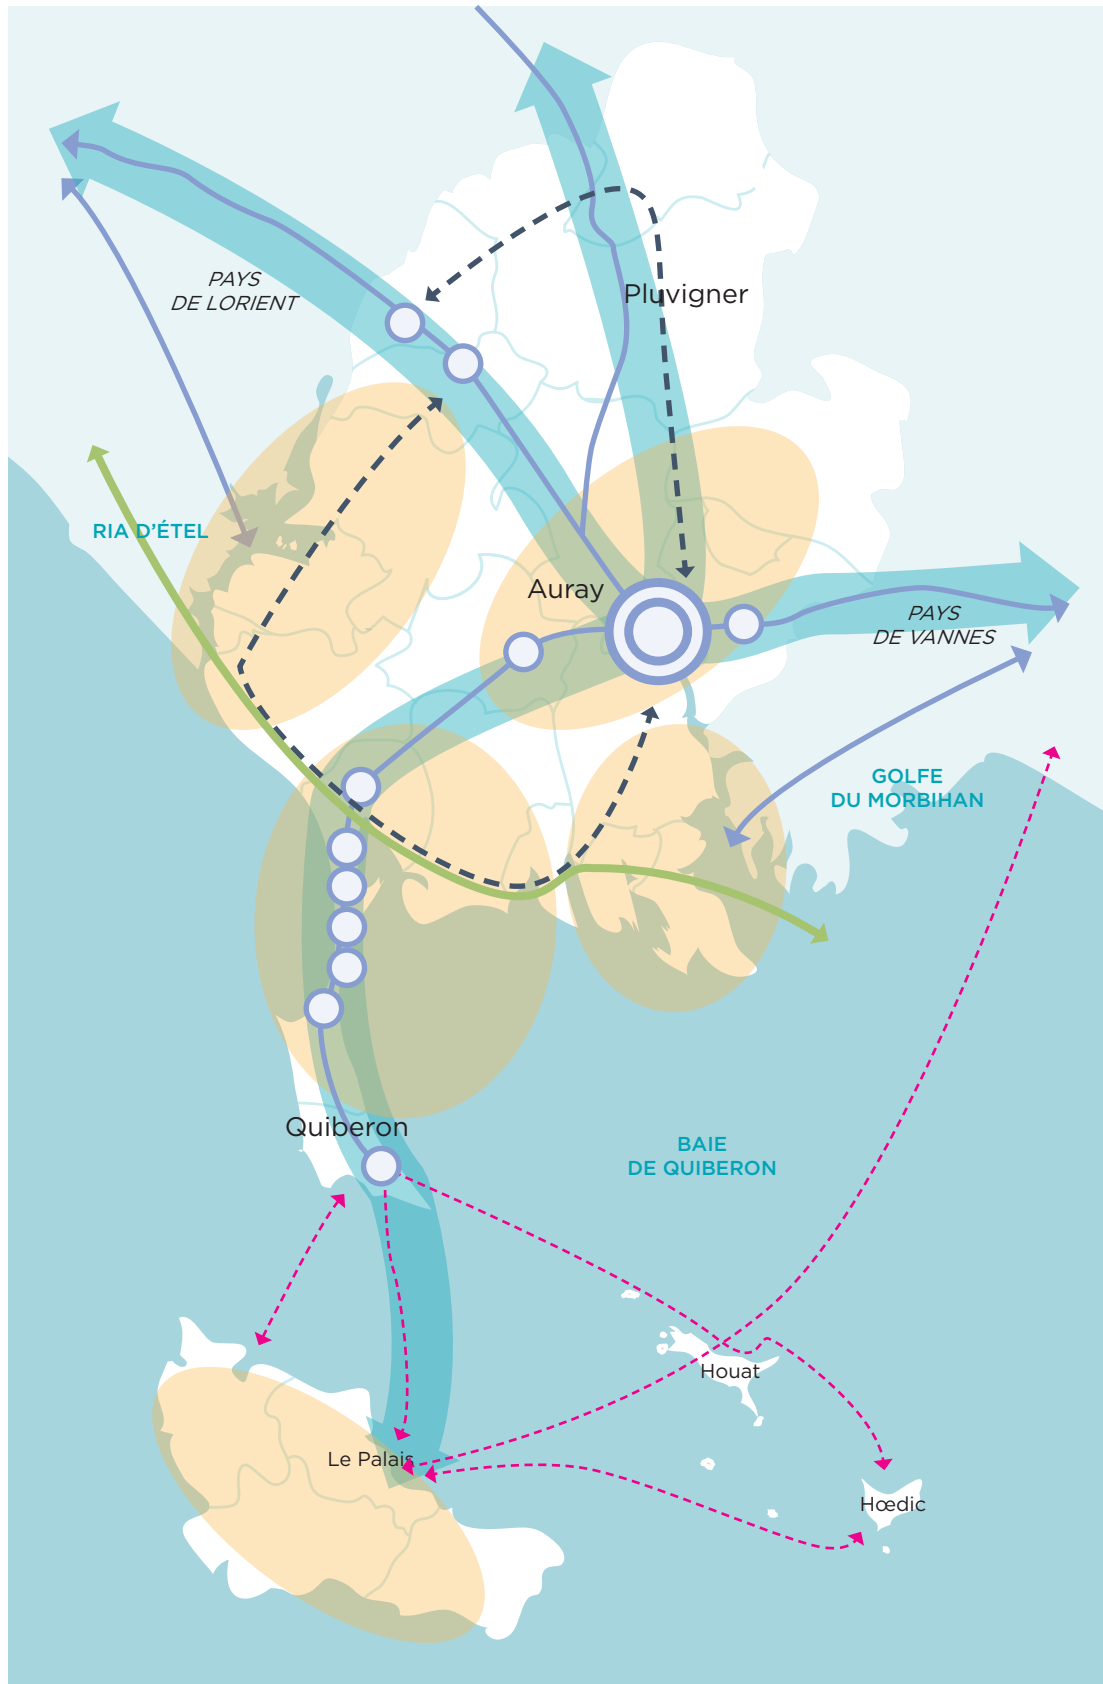 PAYS
DE LORIENT
Pluvigner
RIA D'ÉTEL
Auray
PAYS
DE VANNES
GOLFE
DU MORBIHAN
Quiberon
BAIE
DE QUIBERON
Houat
Le Palais
Hœdic